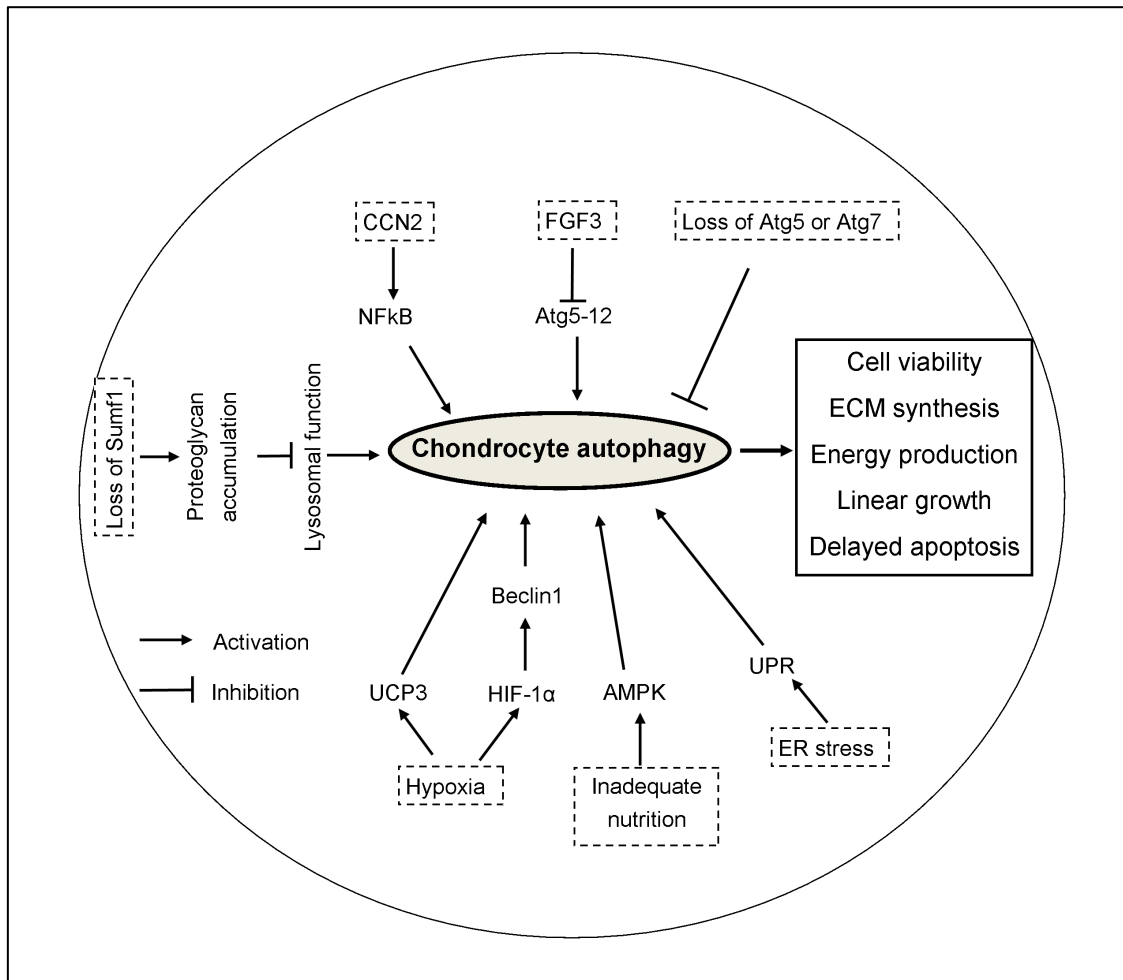 CCN2
FGF3
Loss of Atg5 or Atg7
NFkB
Atg5-12
Loss of Sumf1
Proteoglycan
accumulation
Lysosomal function
Chondrocyte autophagy
Cell viability
ECM synthesis
Energy production
Linear growth
Delayed apoptosis
Beclin1
UCP3
HIF-1α
AMPK
UPR
Hypoxia
Inadequate
nutrition
ER stress
Activation
Inhibition